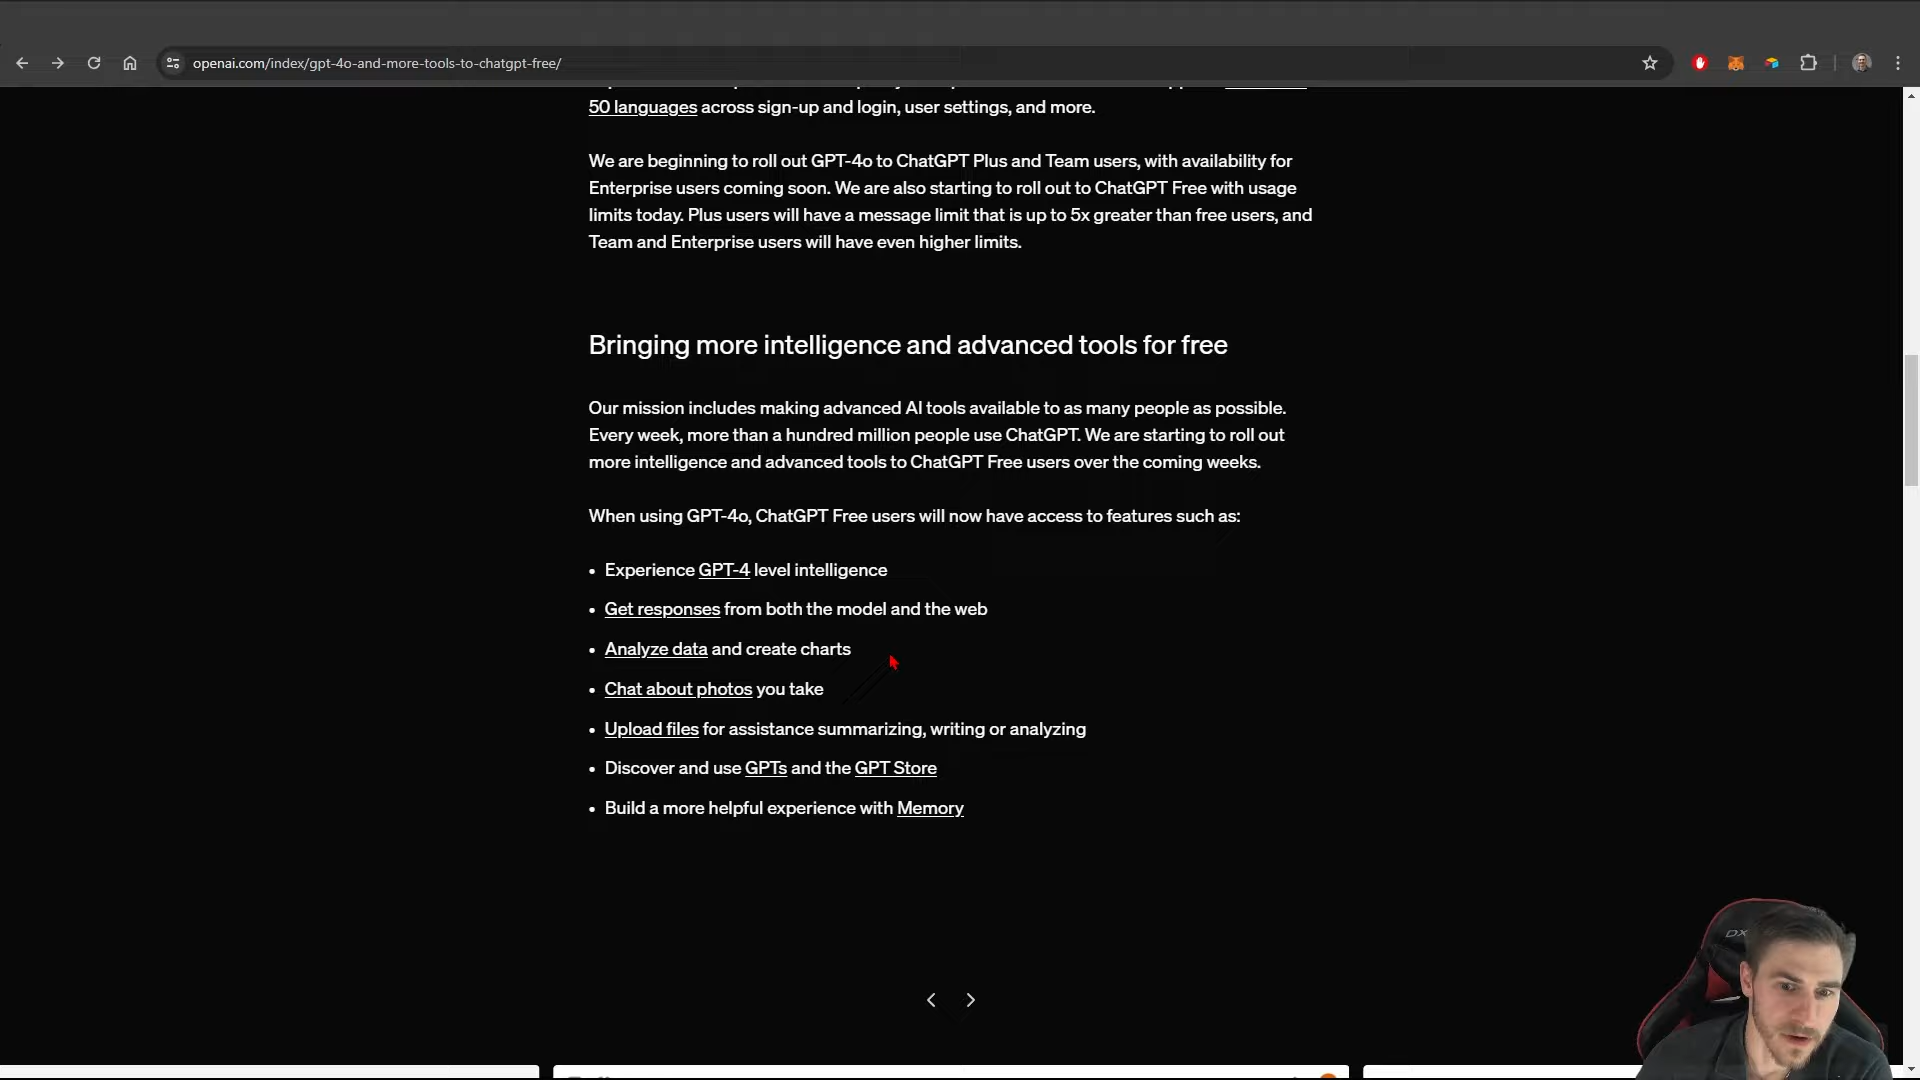 openai.com/index/gpt-4o-and-more-tools-to-chatgpt-free/
50 languages across sign-up and login, user settings, and more.
We are beginning to roll out GPT-4o to ChatGPT Plus and Team users, with availability for
Enterprise users coming soon. We are also starting to roll out to ChatGPT Free with usage
limits today. Plus users will have a message limit that is up to 5x greater than free users, and
Team and Enterprise users will have even higher limits.
Bringing more intelligence and advanced tools for free
Our mission includes making advanced AI tools available to as many people as possible.
Every week, more than a hundred million people use ChatGPT. We are starting to roll out
more intelligence and advanced tools to ChatGPT Free users over the coming weeks.
When using GPT-4o, ChatGPT Free users will now have access to features such as:
• Experience GPT-4 level intelligence
• Get responses from both the model and the web
• Analyze data and create charts
• Chat about photos you take
• Upload files for assistance summarizing, writing or analyzing
• Discover and use GPTs and the GPT Store
• Build a more helpful experience with Memory
DX